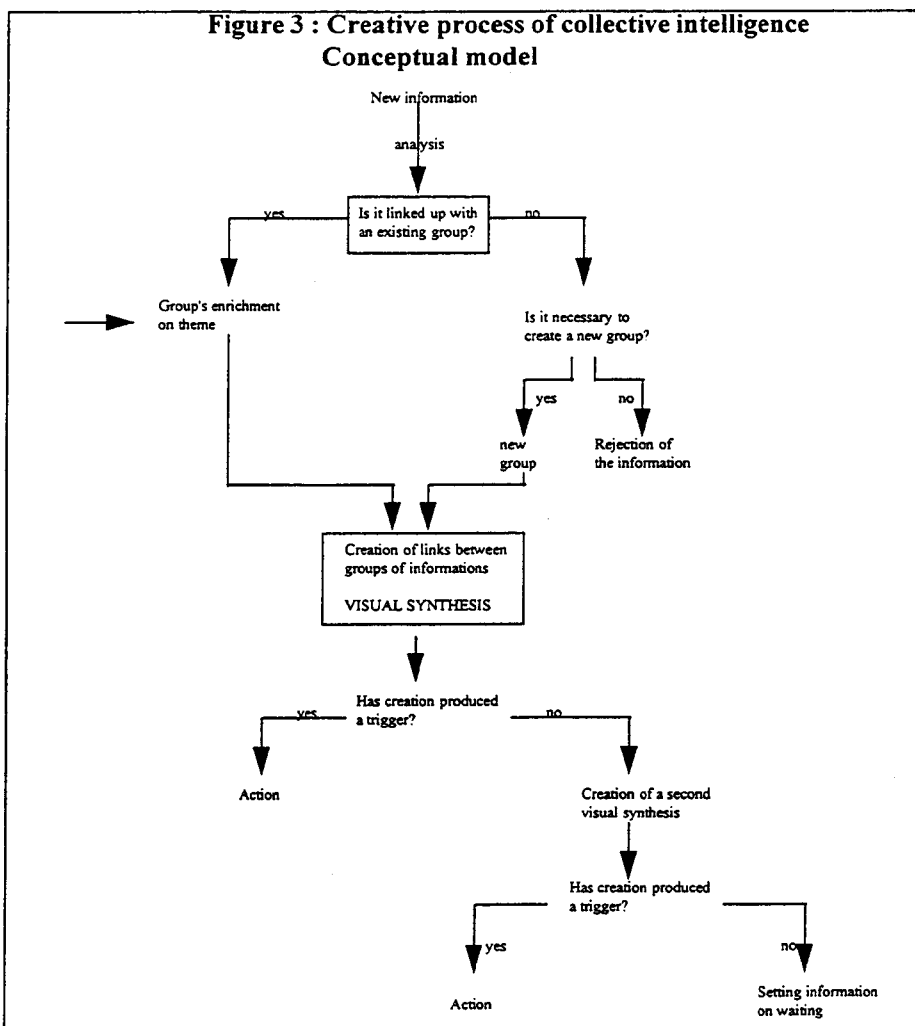 Figure 3 : Creative process of collective intelligence
Conceptual model
New information
analysis
yes
Is it linked up with
an existing group?
no
Group's enrichment
on theme
Is it necessary to
create a new group?
yes
no
new
group
Rejection of
the information
Creation of links between
groups of informations
VISUAL SYNTHESIS
Has creation produced
a trigger?
yes
no
Action
Creation of a second
visual synthesis
Has creation produced
a trigger?
yes
no
Action
Setting information
on waiting